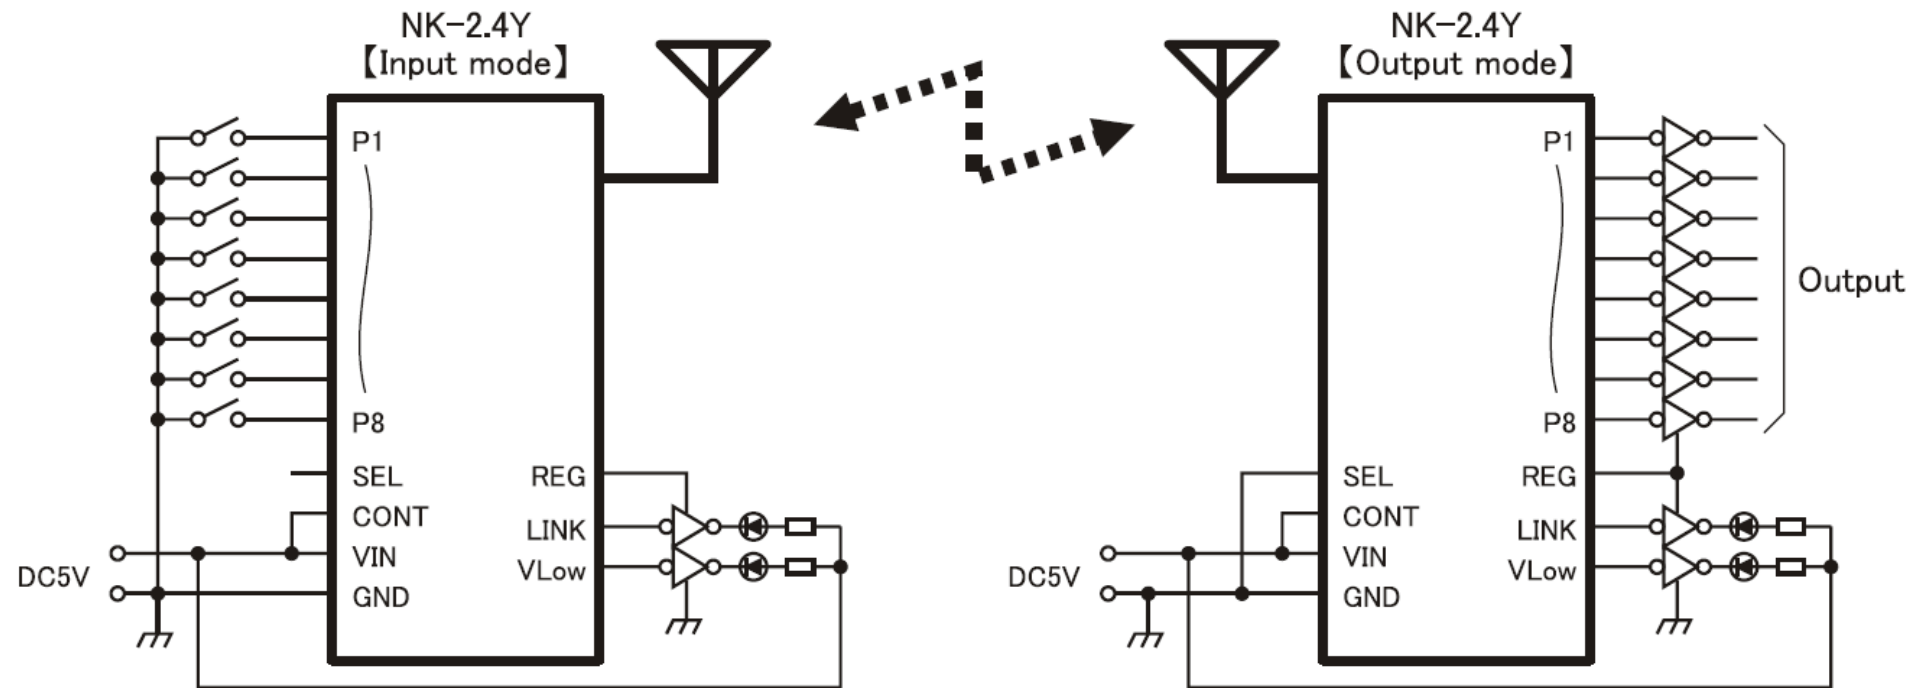 NK-2.4Y
【Input mode】
P1
P8
SEL
CONT
VIN
GND
REG
LINK
VLow
DC5V
NK-2.4Y
【Output mode】
P1
P8
SEL
CONT
VIN
GND
REG
LINK
VLow
DC5V
Output